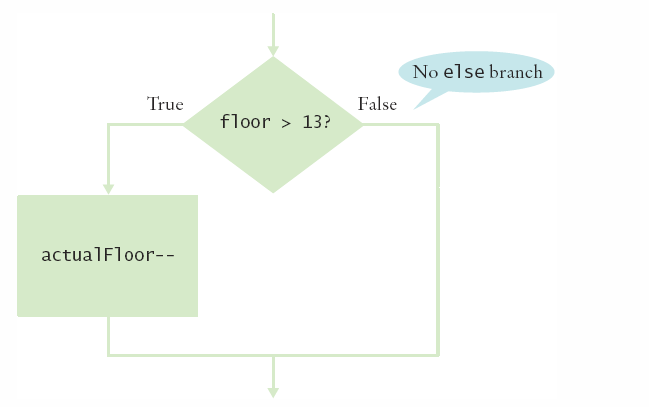 No else branch
True
False
floor > 13?
actualFloor--